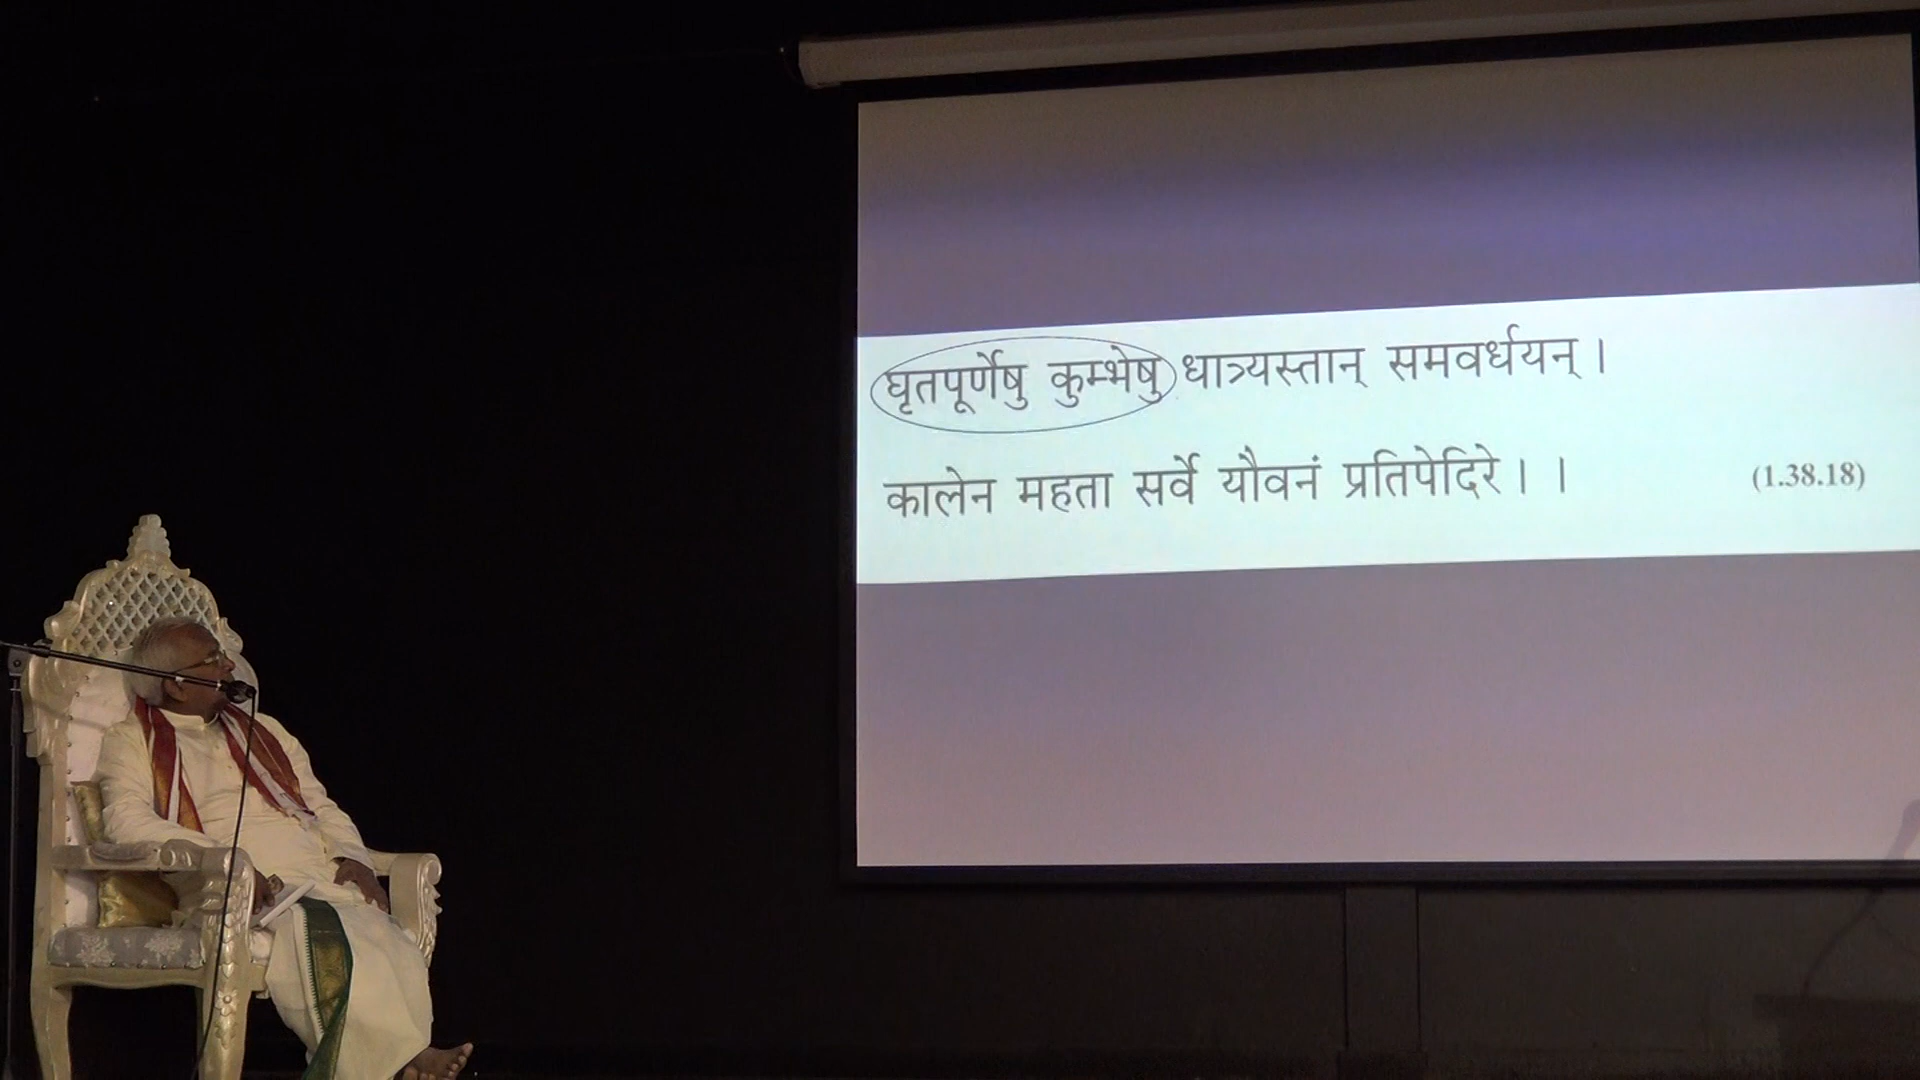 घृतपूर्णेषु कुम्भेषु धात्र्यस्तान् समवर्धयन् ।
कालेन महता सर्वे यौवनं प्रतिपेदिरे । । (1.38.18)